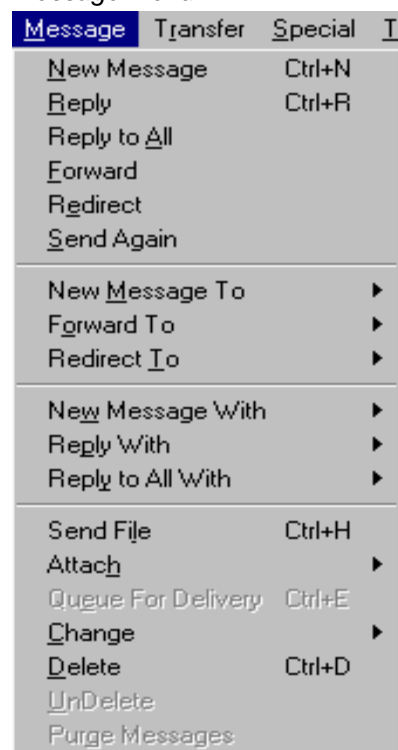 Message Transfer Special T
New Message Ctrl+N
Reply Ctrl+R
Reply to All
Forward
Redirect
Send Again
New Message To
Forward To
Redirect To
New Message With
Reply With
Reply to All With
Send File Ctrl+H
Attach
Queue For Delivery Ctrl+E
Change
Delete Ctrl+D
UnDelete
Purge Messages